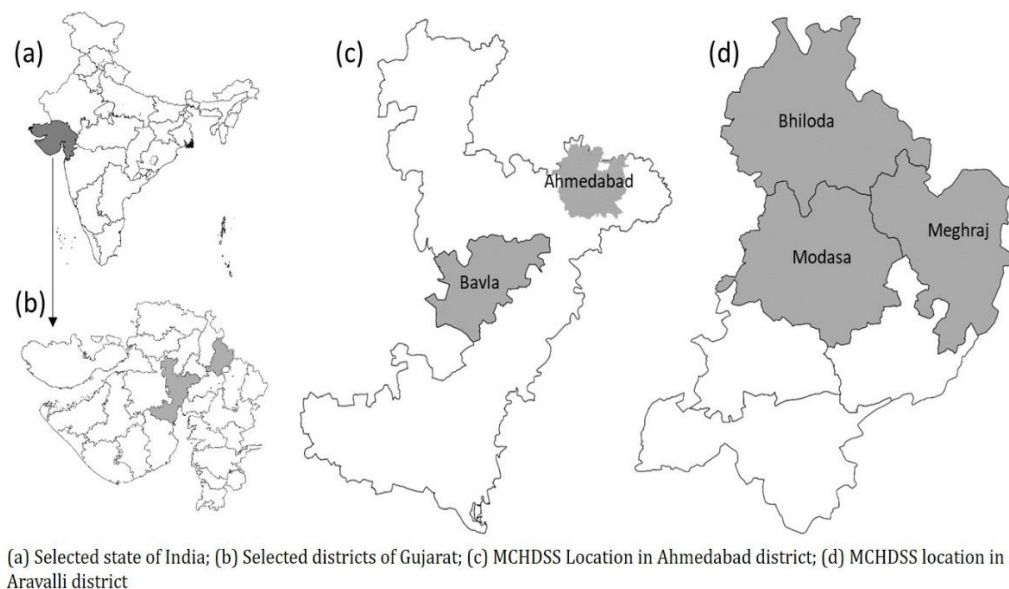 (a)
(b)
(c)
Ahmedabad
Bavla
(d)
Bhiloda
Meghraj
Modasa
(a) Selected state of India; (b) Selected districts of Gujarat; (c) MCHDSS Location in Ahmedabad district; (d) MCHDSS location in
Aravalli district